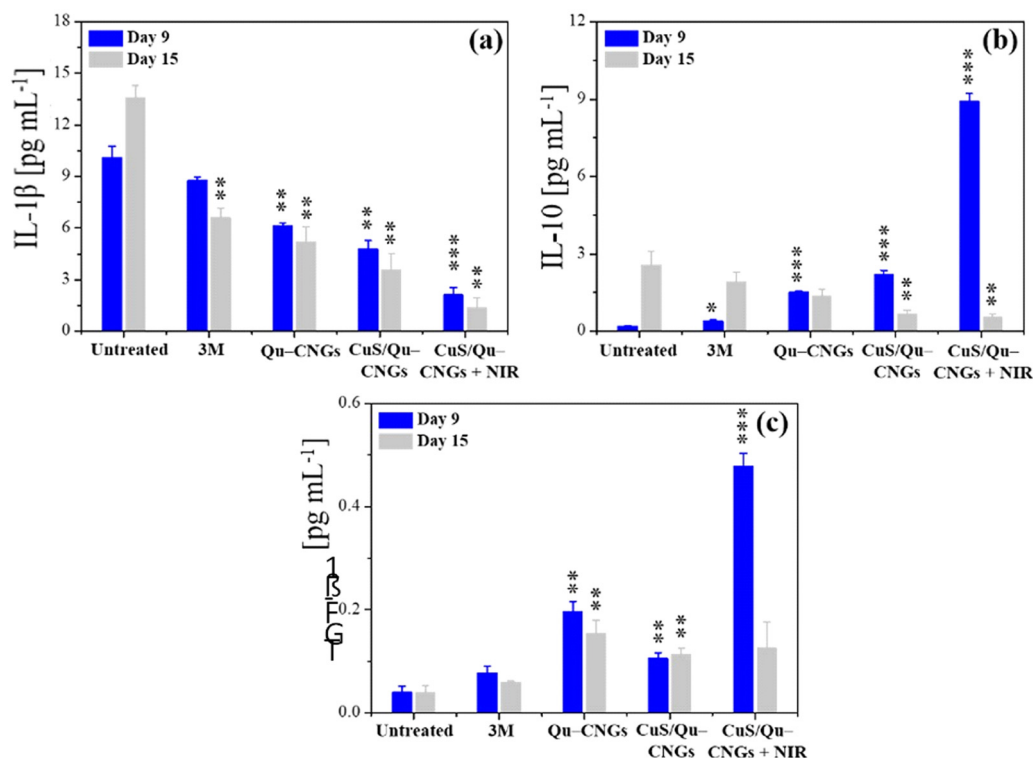 18
15
12
9
6
3
0
IL-1β [pg mL-1]
Day 9
Day 15
(a)
**
**
**
**
**
***
**
Untreated
3M
Qu–CNGs
CuS/Qu–
CNGs
CuS/Qu–
CNGs + NIR
12
9
6
3
0
IL-10 [pg mL-1]
Day 9
Day 15
(b)
*
***
***
**
***
**
Untreated
3M
Qu–CNGs
CuS/Qu–
CNGs
CuS/Qu–
CNGs + NIR
0.6
0.4
0.2
0.0
TGFβ1 [pg mL-1]
Day 9
Day 15
(c)
**
**
**
**
***
Untreated
3M
Qu–CNGs
CuS/Qu–
CNGs
CuS/Qu–
CNGs + NIR